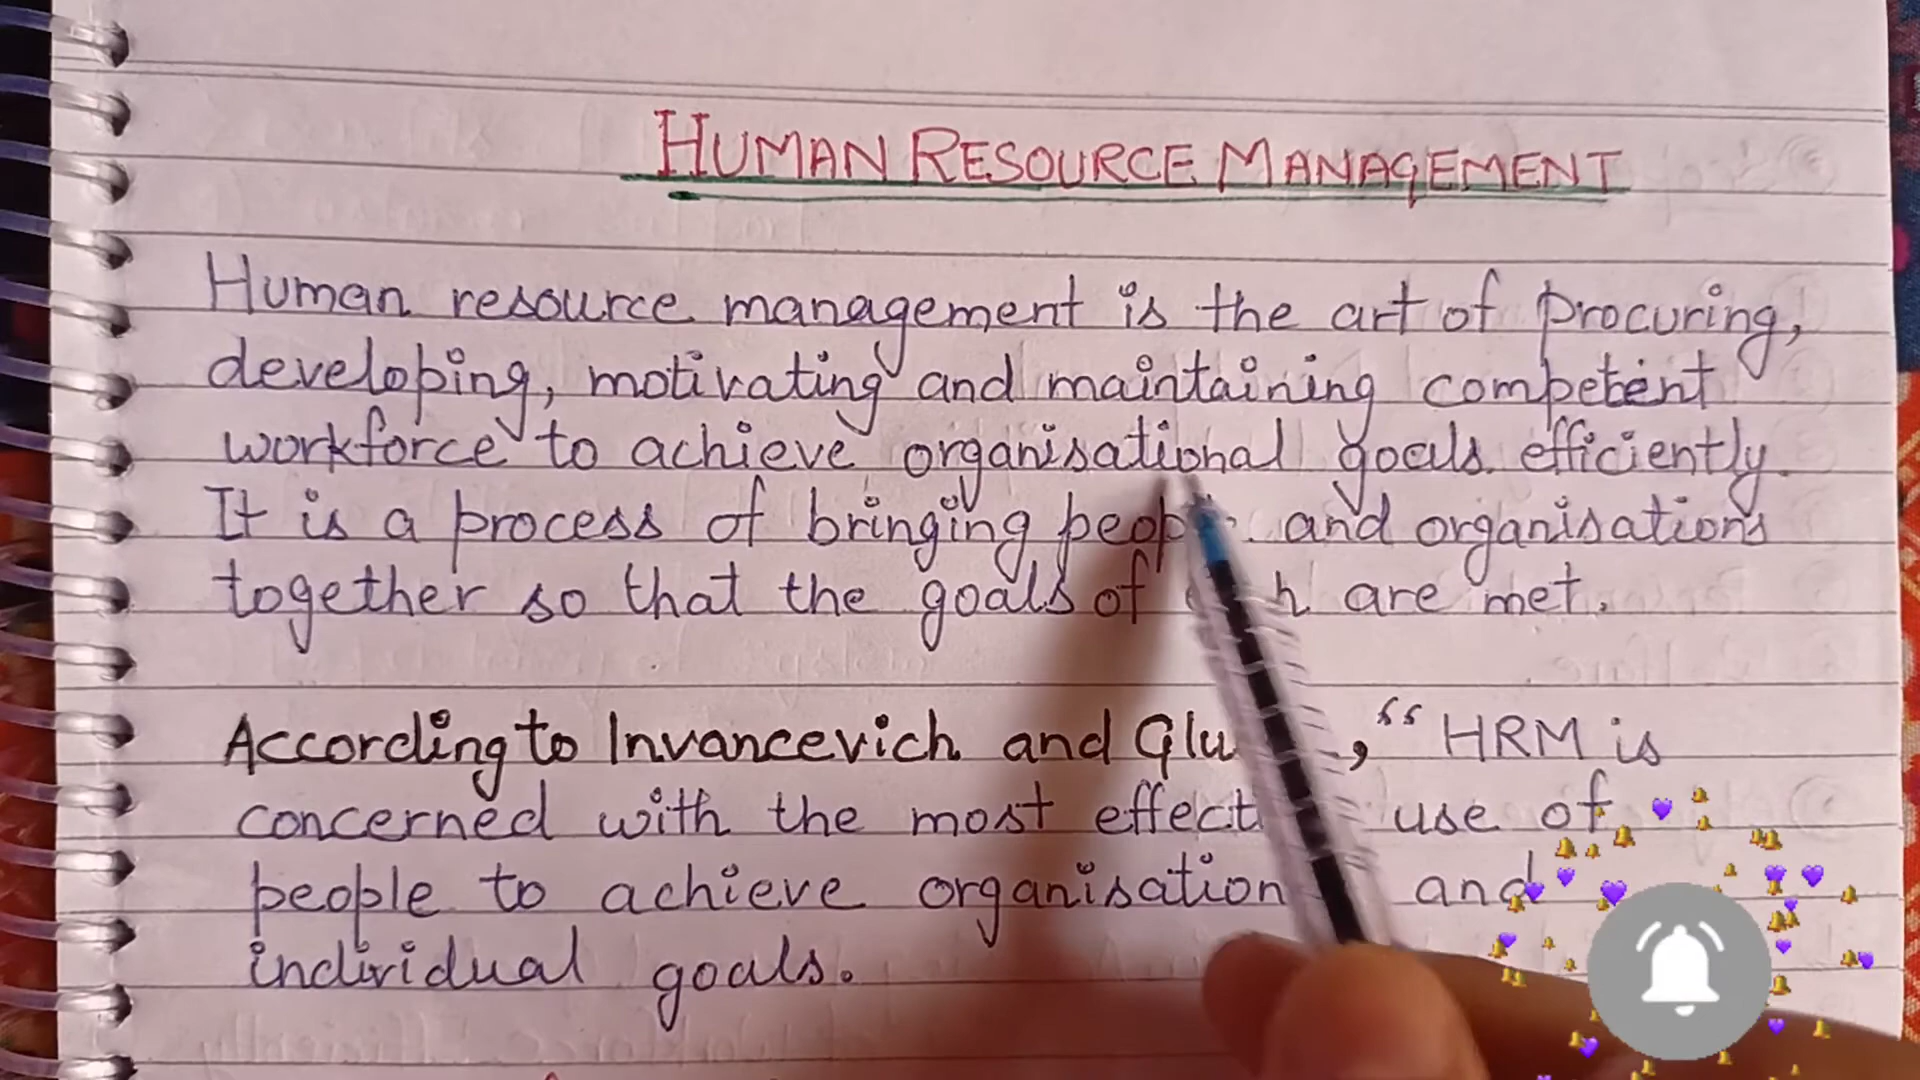 HUMAN RESOURCE MANAGEMENT
Human resource management is the art of procuring,
developing, motivating and maintaining competent
workforce to achieve organisational goals efficiently.
It is a process of bringing and organisations
together so that the goals of are met.
According to Invancevich and "HRM is
concerned with the most use of
people to achieve and
individual goals.